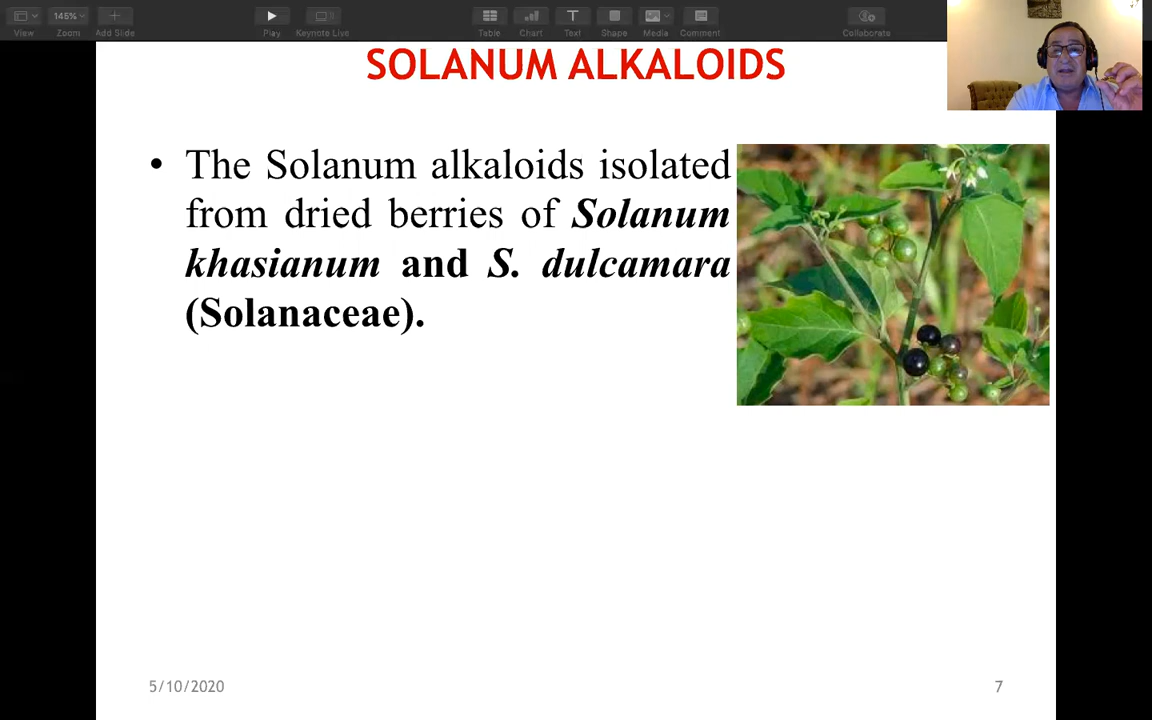 145%
View
Zoom
Add Slide
Play
Keynote Live
Table
Chart
Text
Shape
Media
Comment
Collaborate
SOLANUM ALKALOIDS
• The Solanum alkaloids isolated
from dried berries of Solanum
khasianum and S. dulcamara
(Solanaceae).
5/10/2020
7